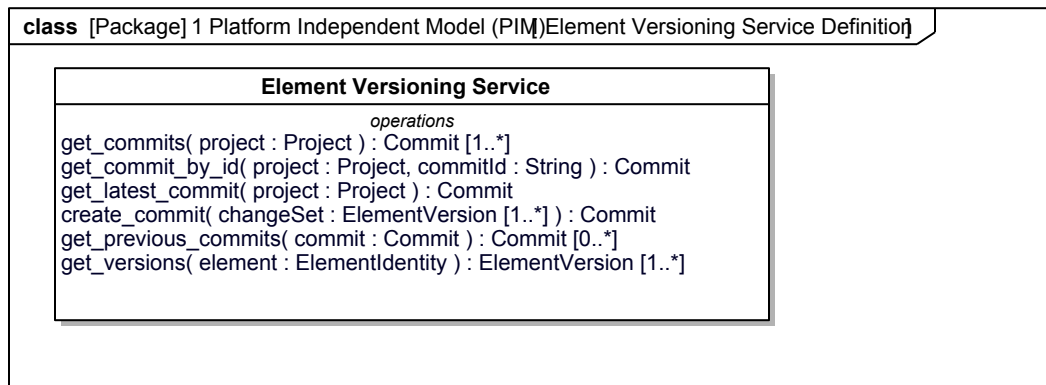 class [Package] 1 Platform Independent Model (PIM)[Element Versioning Service Definition]
Element Versioning Service
operations
get_commits( project : Project ) : Commit [1..*]
get_commit_by_id( project : Project, commitId : String ) : Commit
get_latest_commit( project : Project ) : Commit
create_commit( changeSet : ElementVersion [1..*] ) : Commit
get_previous_commits( commit : Commit ) : Commit [0..*]
get_versions( element : ElementIdentity ) : ElementVersion [1..*]